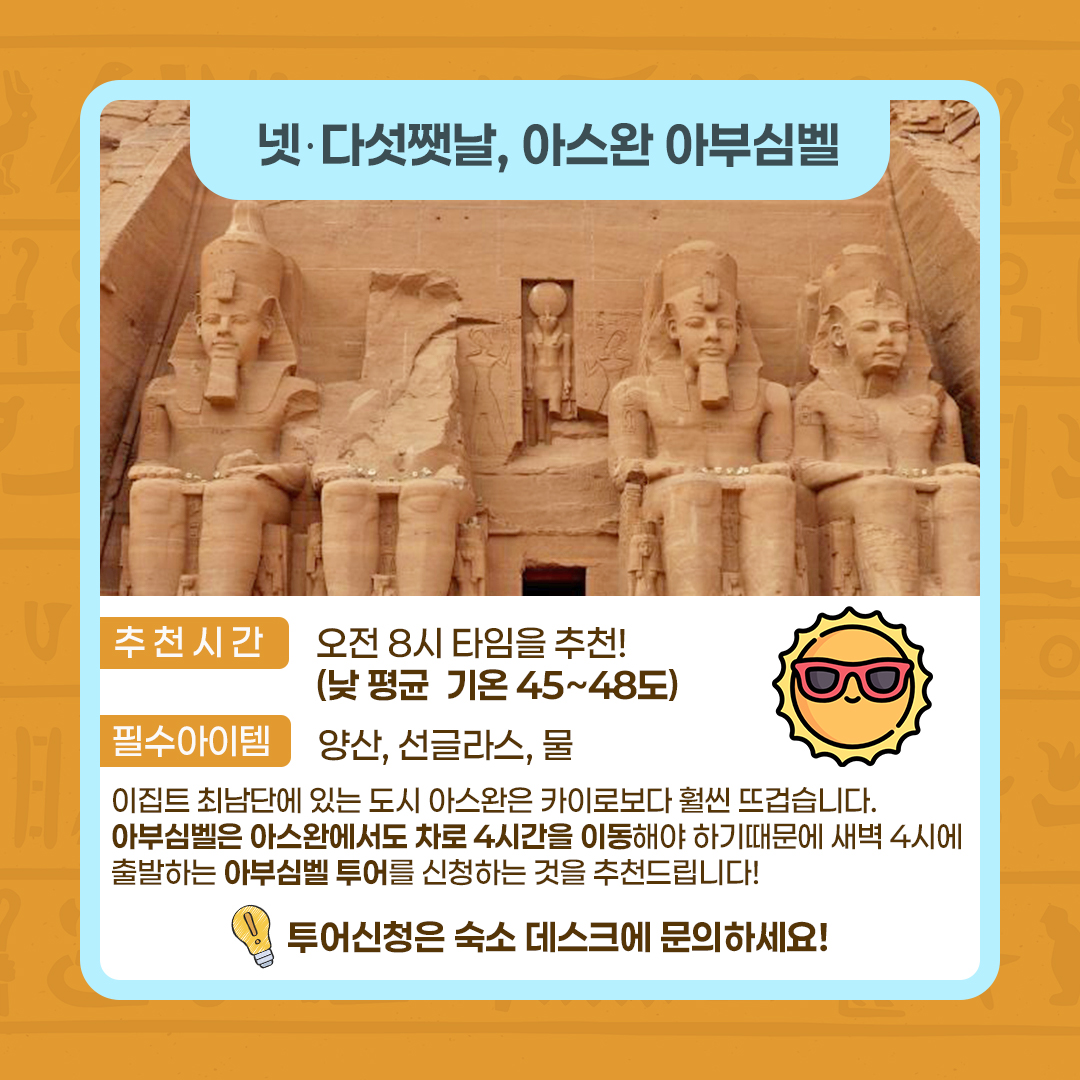 넷·다섯쨋날, 아스완 아부심벨
추천시간
오전 8시 타임을 추천!
(낮 평균 기온 45~48도)
필수아이템
양산, 선글라스, 물
이집트 최남단에 있는 도시 아스완은 카이로보다 훨씬 뜨겁습니다.
아부심벨은 아스완에서도 차로 4시간을 이동해야 하기때문에 새벽 4시에
출발하는 아부심벨 투어를 신청하는 것을 추천드립니다!
투어신청은 숙소 데스크에 문의하세요!